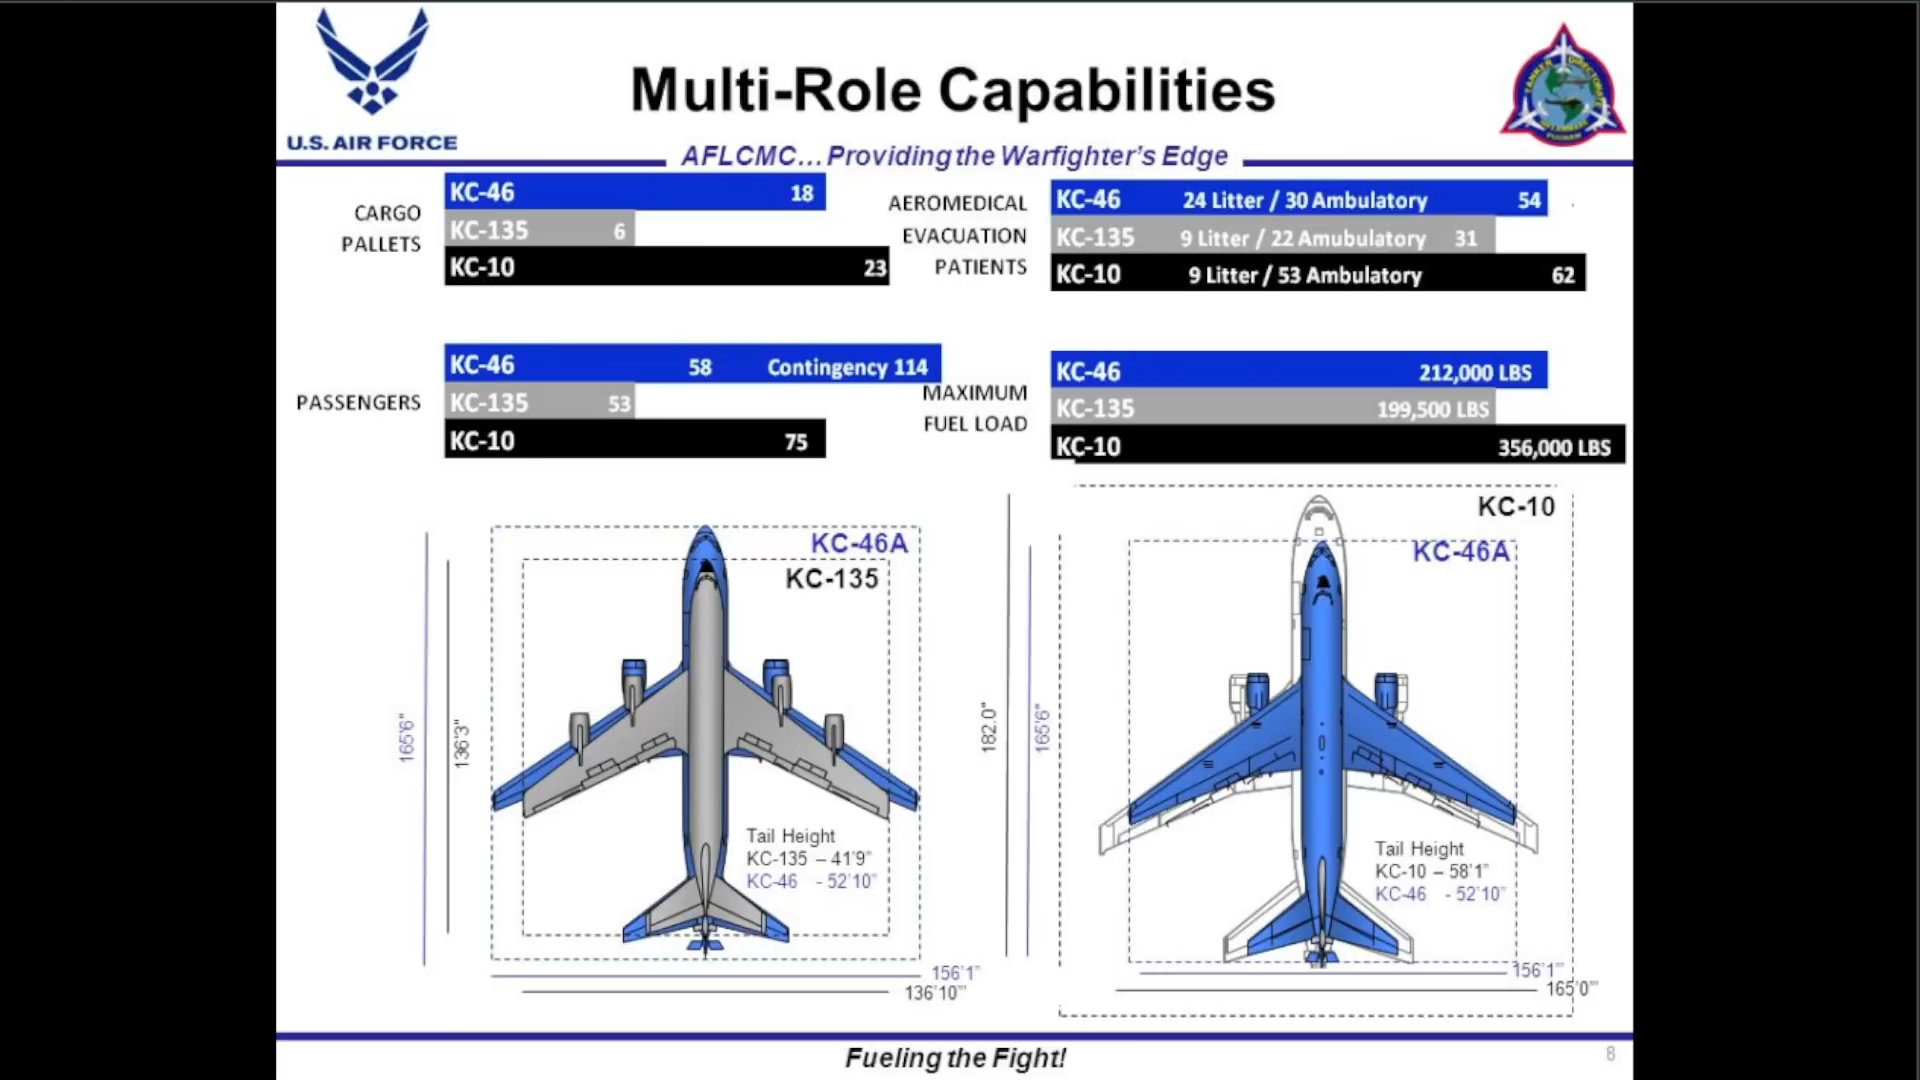 U.S. AIR FORCE
Multi-Role Capabilities
TANKER DIRECTORATE
AFLCMC... Providing the Warfighter's Edge
CARGO PALLETS
KC-46 18
KC-135 6
KC-10 23
AEROMEDICAL EVACUATION PATIENTS
KC-46 24 Litter / 30 Ambulatory 54
KC-135 9 Litter / 22 Amubulatory 31
KC-10 9 Litter / 53 Ambulatory 62
PASSENGERS
KC-46 58 Contingency 114
KC-135 53
KC-10 75
MAXIMUM FUEL LOAD
KC-46 212,000 LBS
KC-135 199,500 LBS
KC-10 356,000 LBS
KC-46A
KC-135
165'6"
136'3"
Tail Height
KC-135 – 41'9"
KC-46 - 52'10"
156'1"
136'10"'
KC-10
KC-46A
182.0"
165'6"
Tail Height
KC-10 – 58'1"
KC-46 - 52'10"
156'1"'
165'0"'
Fueling the Fight!
8